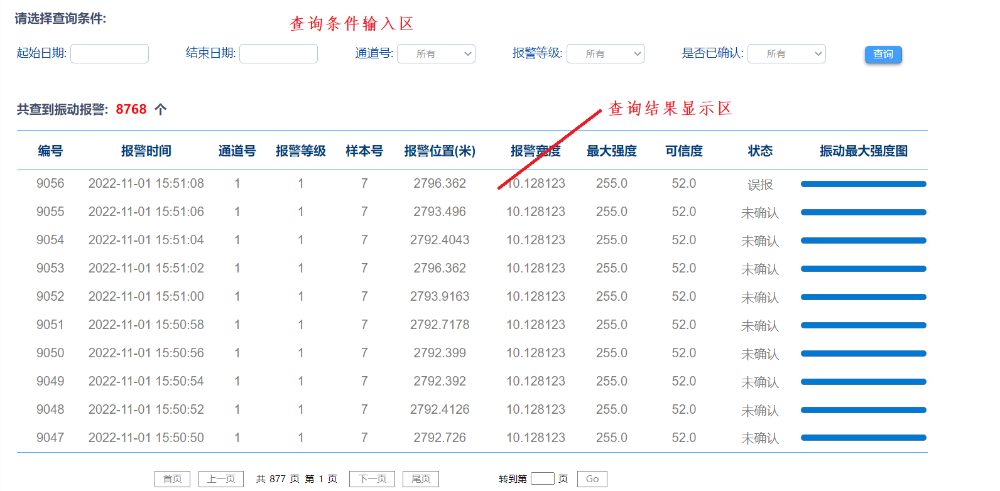 请选择查询条件:
查询条件输入区
起始日期: 结束日期: 通道号: 所有 报警等级: 所有 是否已确认: 所有 查询
共查到振动报警: 8768 个
查询结果显示区
编号 报警时间 通道号 报警等级 样本号 报警位置(米) 报警宽度 最大强度 可信度 状态 振动最大强度图
9056 2022-11-01 15:51:08 1 1 7 2796.362 10.128123 255.0 52.0 误报
9055 2022-11-01 15:51:06 1 1 7 2793.496 10.128123 255.0 52.0 未确认
9054 2022-11-01 15:51:04 1 1 7 2792.4043 10.128123 255.0 52.0 未确认
9053 2022-11-01 15:51:02 1 1 7 2796.362 10.128123 255.0 52.0 未确认
9052 2022-11-01 15:51:00 1 1 7 2793.9163 10.128123 255.0 52.0 未确认
9051 2022-11-01 15:50:58 1 1 7 2792.7178 10.128123 255.0 52.0 未确认
9050 2022-11-01 15:50:56 1 1 7 2792.399 10.128123 255.0 52.0 未确认
9049 2022-11-01 15:50:54 1 1 7 2792.392 10.128123 255.0 52.0 未确认
9048 2022-11-01 15:50:52 1 1 7 2792.4126 10.128123 255.0 52.0 未确认
9047 2022-11-01 15:50:50 1 1 7 2792.726 10.128123 255.0 52.0 未确认
首页 上一页 共 877 页 第 1 页 下一页 尾页 转到第 页 Go